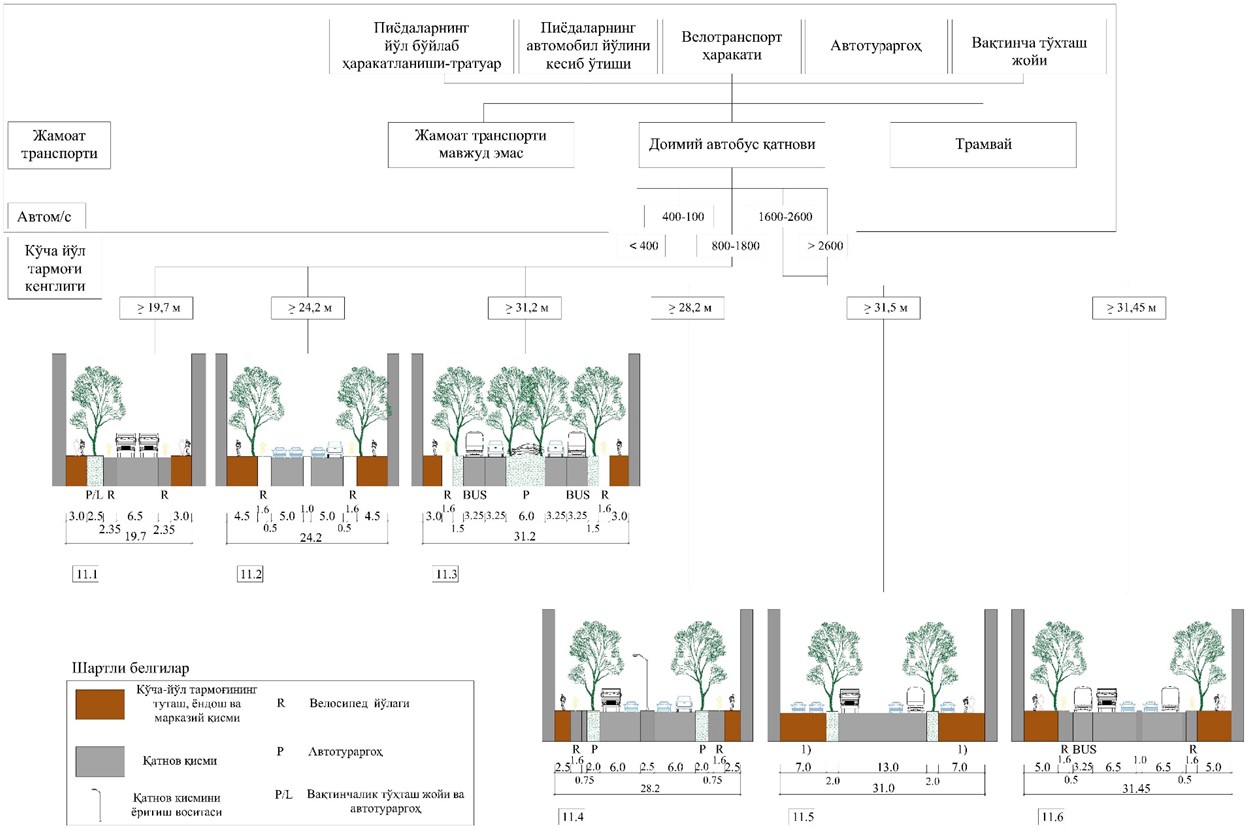 Пиёдаларнинг
йўл бўйлаб
ҳаракатланиши-тратуар
Пиёдаларнинг
автомобил йўлини
кесиб ўтиши
Велотранспорт
ҳаракати
Автотураргоҳ
Вақтинча тўхташ
жойи
Жамоат
транспорти
Жамоат транспорти
мавжуд эмас
Доимий автобус қатнови
Трамвай
Автом/с
400-100
1600-2600
< 400
800-1800
> 2600
Кўча йўл
тармоғи
кенглиги
≥ 19,7 м
≥ 24,2 м
≥ 31,2 м
≥ 28,2 м
≥ 31,5 м
≥ 31,45 м
P/L R R
3.0 2.5 6.5 3.0
2.35 2.35
19.7
11.1
R R
4.5 1.6 5.0 1.0 5.0 1.6 4.5
0.5 0.5
24.2
11.2
R BUS P BUS R
3.0 1.6 3.25 3.25 6.0 3.25 3.25 1.6 3.0
1.5 1.5
31.2
11.3
R P P R
2.5 1.6 2.0 6.0 2.5 6.0 2.0 1.6 2.5
0.75 0.75
28.2
11.4
1) 1)
7.0 13.0 7.0
2.0 2.0
31.0
11.5
R BUS R
5.0 1.6 3.25 6.5 1.0 6.5 1.6 5.0
0.5 0.5
31.45
11.6
Шартли белгилар
Кўча-йўл тармоғининг
туташ, ёндош ва
марказий қисми
R Велосипед йўлаги
Қатнов қисми
P Автотураргоҳ
Қатнов қисмини
ёритиш воситаси
P/L Вақтинчалик тўҳташ жойи ва
автотураргоҳ